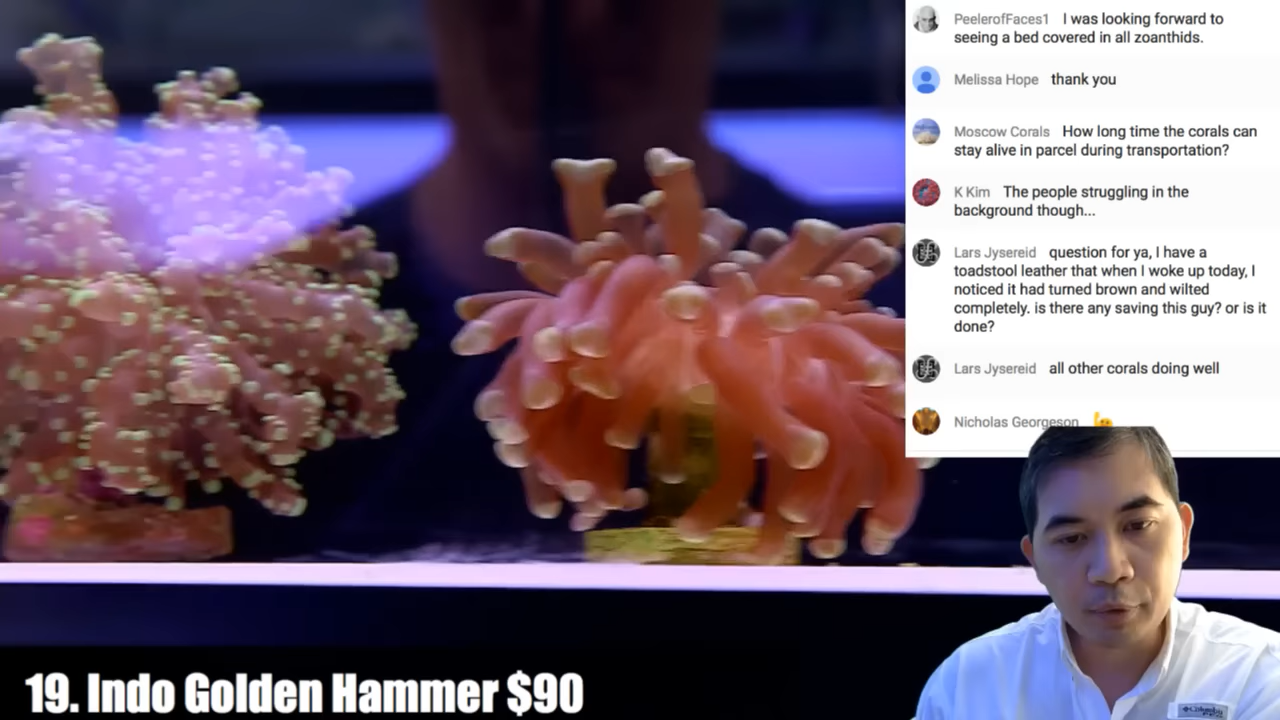 PeelerofFaces1 I was looking forward to
seeing a bed covered in all zoanthids.
Melissa Hope thank you
Moscow Corals How long time the corals can
stay alive in parcel during transportation?
K Kim The people struggling in the
background though...
Lars Jysereid question for ya, I have a
toadstool leather that when I woke up today, I
noticed it had turned brown and wilted
completely. is there any saving this guy? or is it
done?
Lars Jysereid all other corals doing well
Nicholas Georgeson
Columbia
19. Indo Golden Hammer $90